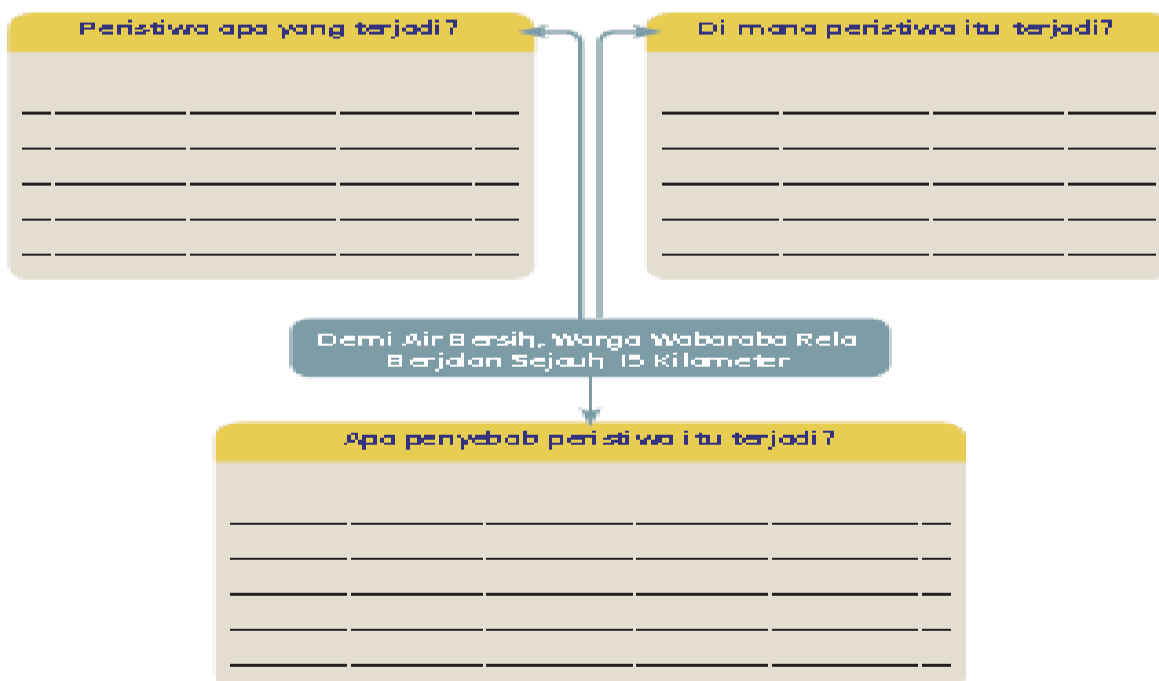 Peristiwa apa yang terjadi?
Di mana peristiwa itu terjadi?
Demi Air Bersih, Warga Wabaraba Rela
Berjalan Sejauh 15 Kilometer
Apa penyebab peristiwa itu terjadi?